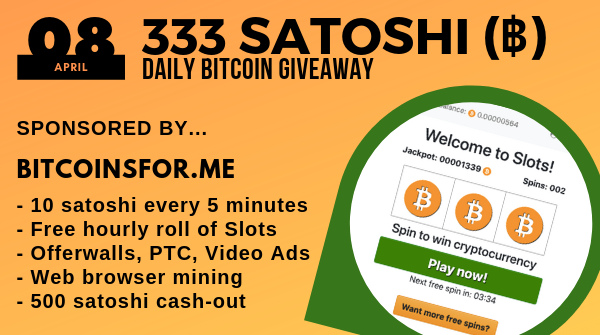 08
APRIL
333 SATOSHI (฿)
DAILY BITCOIN GIVEAWAY
SPONSORED BY...
BITCOINSFOR.ME
- 10 satoshi every 5 minutes
- Free hourly roll of Slots
- Offerwalls, PTC, Video Ads
- Web browser mining
- 500 satoshi cash-out
0.00000564
Welcome to Slots!
Jackpot: 00001339
Spins: 002
Spin to win cryptocurrency
Play now!
Next free spin in: 03:34
Want more free spins?